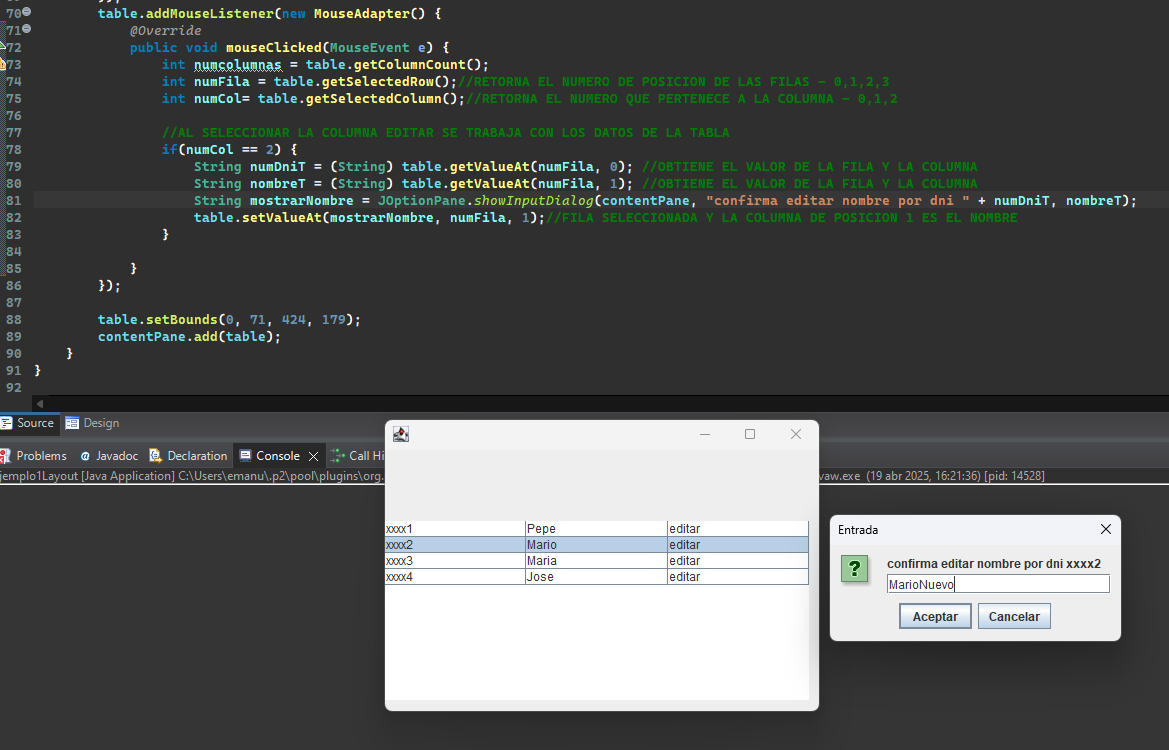 70
table.addMouseListener(new MouseAdapter() {
71
@Override
72
public void mouseClicked(MouseEvent e) {
73
int numcolumnas = table.getColumnCount();
74
int numFila = table.getSelectedRow();//RETORNA EL NUMERO DE POSICION DE LAS FILAS - 0,1,2,3
75
int numCol= table.getSelectedColumn();//RETORNA EL NUMERO QUE PERTENECE A LA COLUMNA - 0,1,2
76
77
//AL SELECCIONAR LA COLUMNA EDITAR SE TRABAJA CON LOS DATOS DE LA TABLA
78
if(numCol == 2) {
79
String numDniT = (String) table.getValueAt(numFila, 0); //OBTIENE EL VALOR DE LA FILA Y LA COLUMNA
80
String nombreT = (String) table.getValueAt(numFila, 1); //OBTIENE EL VALOR DE LA FILA Y LA COLUMNA
81
String mostrarNombre = JOptionPane.showInputDialog(contentPane, "confirma editar nombre por dni " + numDniT, nombreT);
82
table.setValueAt(mostrarNombre, numFila, 1);//FILA SELECCIONADA Y LA COLUMNA DE POSICION 1 ES EL NOMBRE
83
}
84
85
}
86
});
87
88
table.setBounds(0, 71, 424, 179);
89
contentPane.add(table);
90
}
91
}
92
Source Design
Problems Javadoc Declaration Console Call Hi
jemplo1Layout [Java Application] C:\Users\emanu\.p2\pool\plugins\org.
vaw.exe (19 abr 2025, 16:21:36) [pid: 14528]
xxxx1 Pepe editar
xxxx2 Mario editar
xxxx3 Maria editar
xxxx4 Jose editar
Entrada
confirma editar nombre por dni xxxx2
MarioNuevo
Aceptar Cancelar